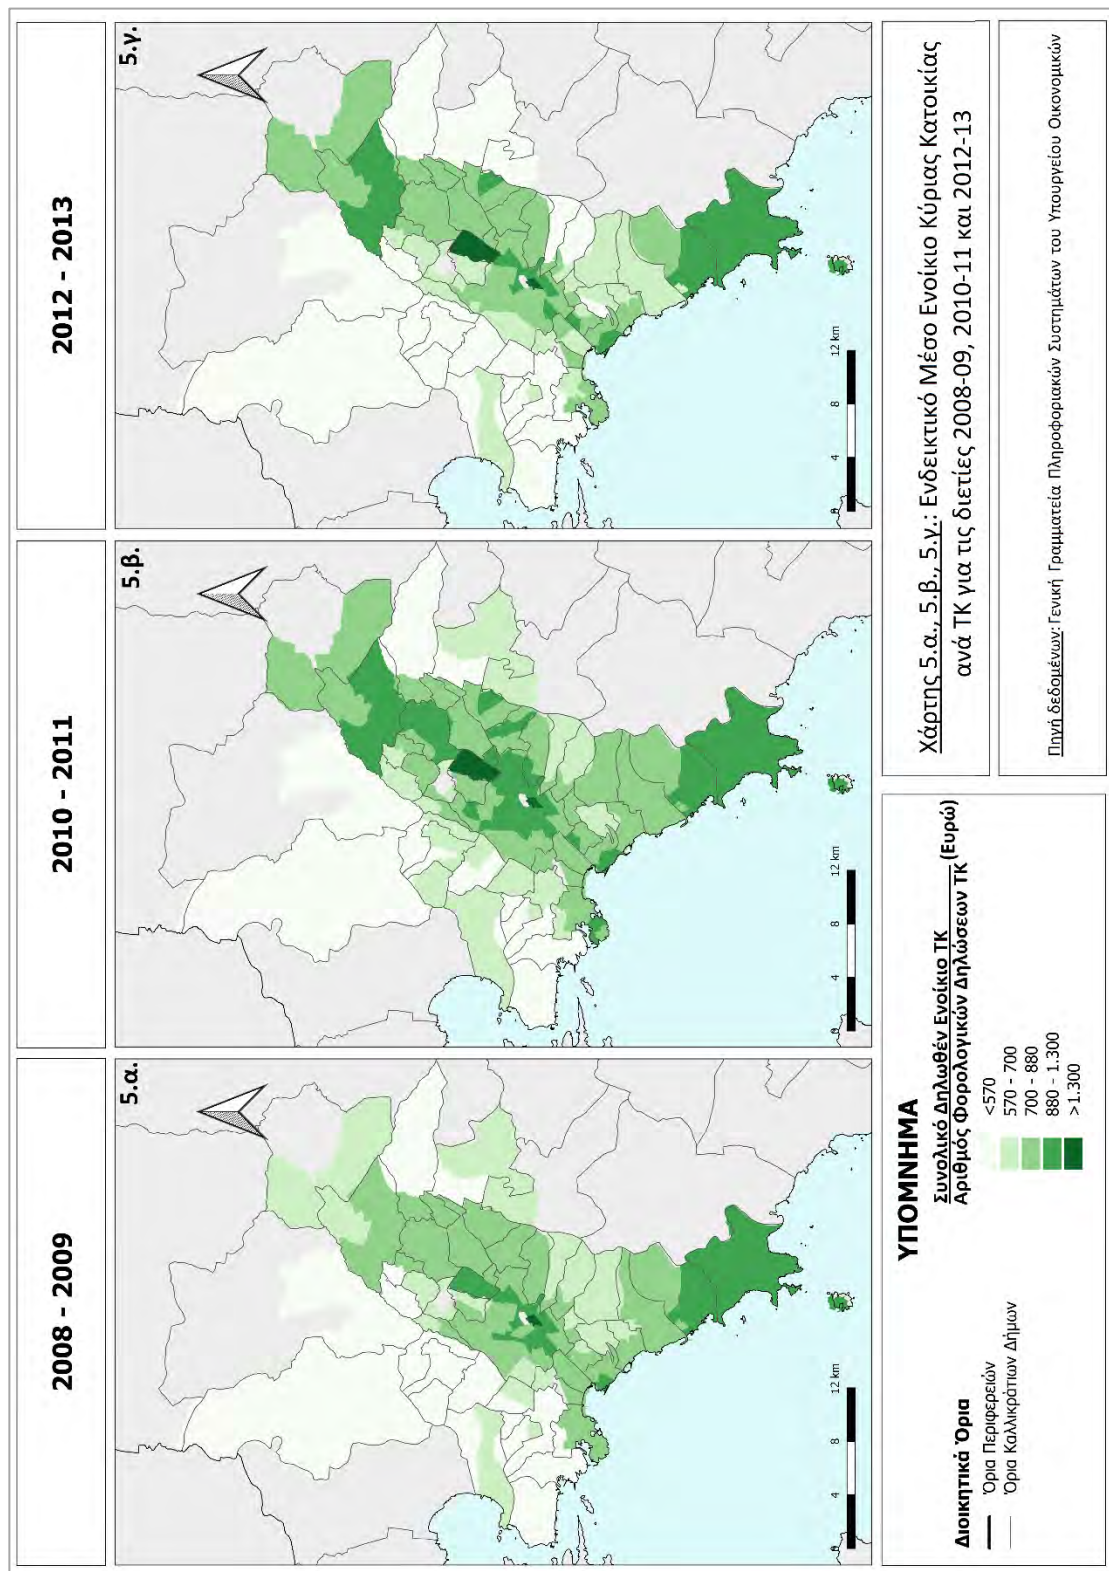 2008 - 2009
2010 - 2011
2012 - 2013
5.α.
5.β.
5.γ.
0 4 8 12 km
0 4 8 12 km
0 4 8 12 km
ΥΠΟΜΝΗΜΑ
Διοικητικά Όρια
Όρια Περιφερειών
Όρια Καλλικράτιων Δήμων
Συνολικό Δηλωθέν Ενοίκιο ΤΚ
Αριθμός Φορολογικών Δηλώσεων ΤΚ
(Ευρώ)
<570
570 - 700
700 - 880
880 - 1.300
>1.300
Χάρτης 5.α., 5.β., 5.γ.: Ενδεικτικό Μέσο Ενοίκιο Κύριας Κατοικίας
ανά ΤΚ για τις διετίες 2008-09, 2010-11 και 2012-13
Πηγή δεδομένων: Γενική Γραμματεία Πληροφοριακών Συστημάτων του Υπουργείου Οικονομικών